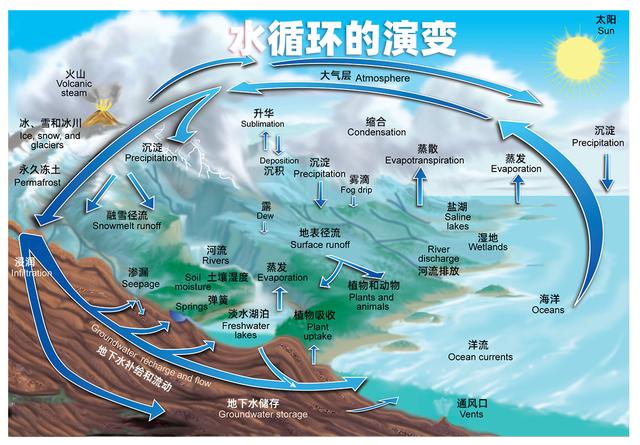 水循环的演变
太阳
Sun
大气层 Atmosphere
火山
Volcanic
steam
冰、雪和冰川
Ice, snow, and
glaciers
永久冻土
Permafrost
沉淀
Precipitation
升华
Sublimation
Deposition
沉积
缩合
Condensation
沉淀
Precipitation
雾滴
Fog drip
蒸散
Evapotranspiration
蒸发
Evaporation
沉淀
Precipitation
融雪径流
Snowmelt runoff
露
Dew
地表径流
Surface runoff
盐湖
Saline
lakes
湿地
Wetlands
River
discharge
河流排放
浸润
Infiltration
渗漏
Seepage
河流
Rivers
Soil 土壤湿度
moisture
弹簧
Springs
蒸发
Evaporation
植物和动物
Plants and
animals
淡水湖泊
Freshwater
lakes
植物吸收
Plant
uptake
海洋
Oceans
洋流
Ocean currents
Groundwater recharge and flow
地下水补给和流动
地下水储存
Groundwater storage
通风口
Vents